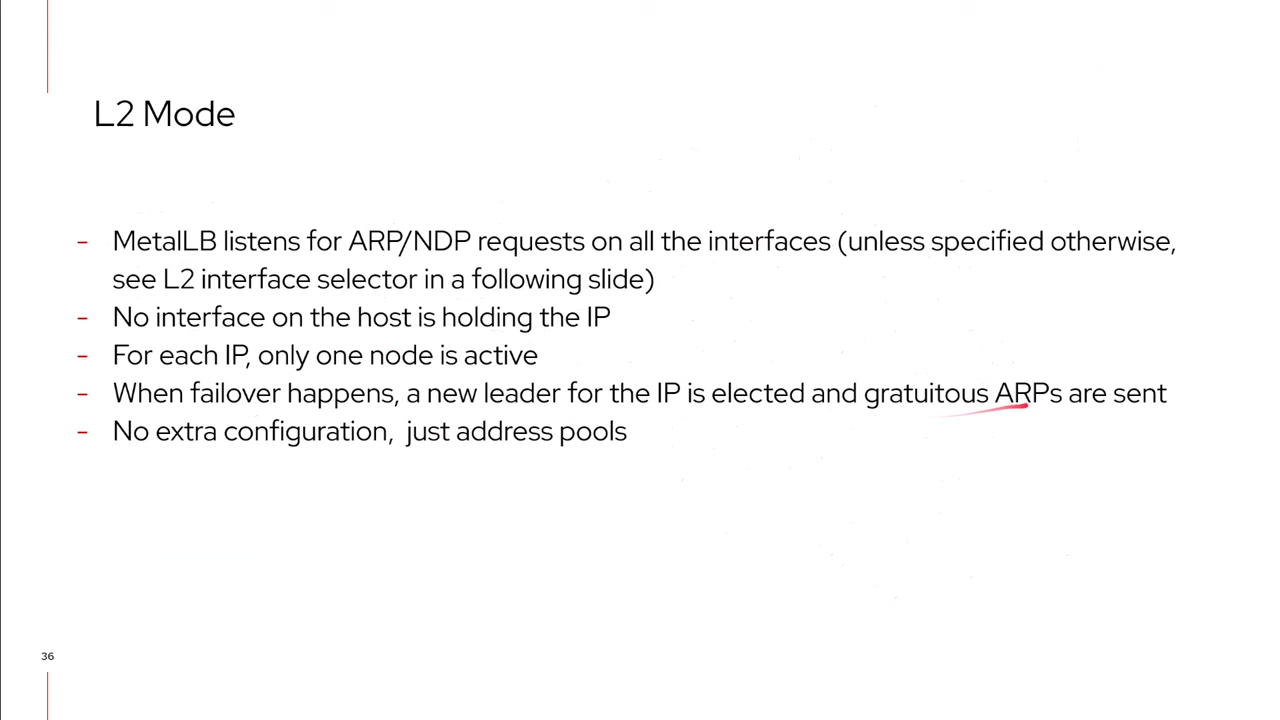 L2 Mode
- MetalLB listens for ARP/NDP requests on all the interfaces (unless specified otherwise,
see L2 interface selector in a following slide)
- No interface on the host is holding the IP
- For each IP, only one node is active
- When failover happens, a new leader for the IP is elected and gratuitous ARPs are sent
- No extra configuration, just address pools
36